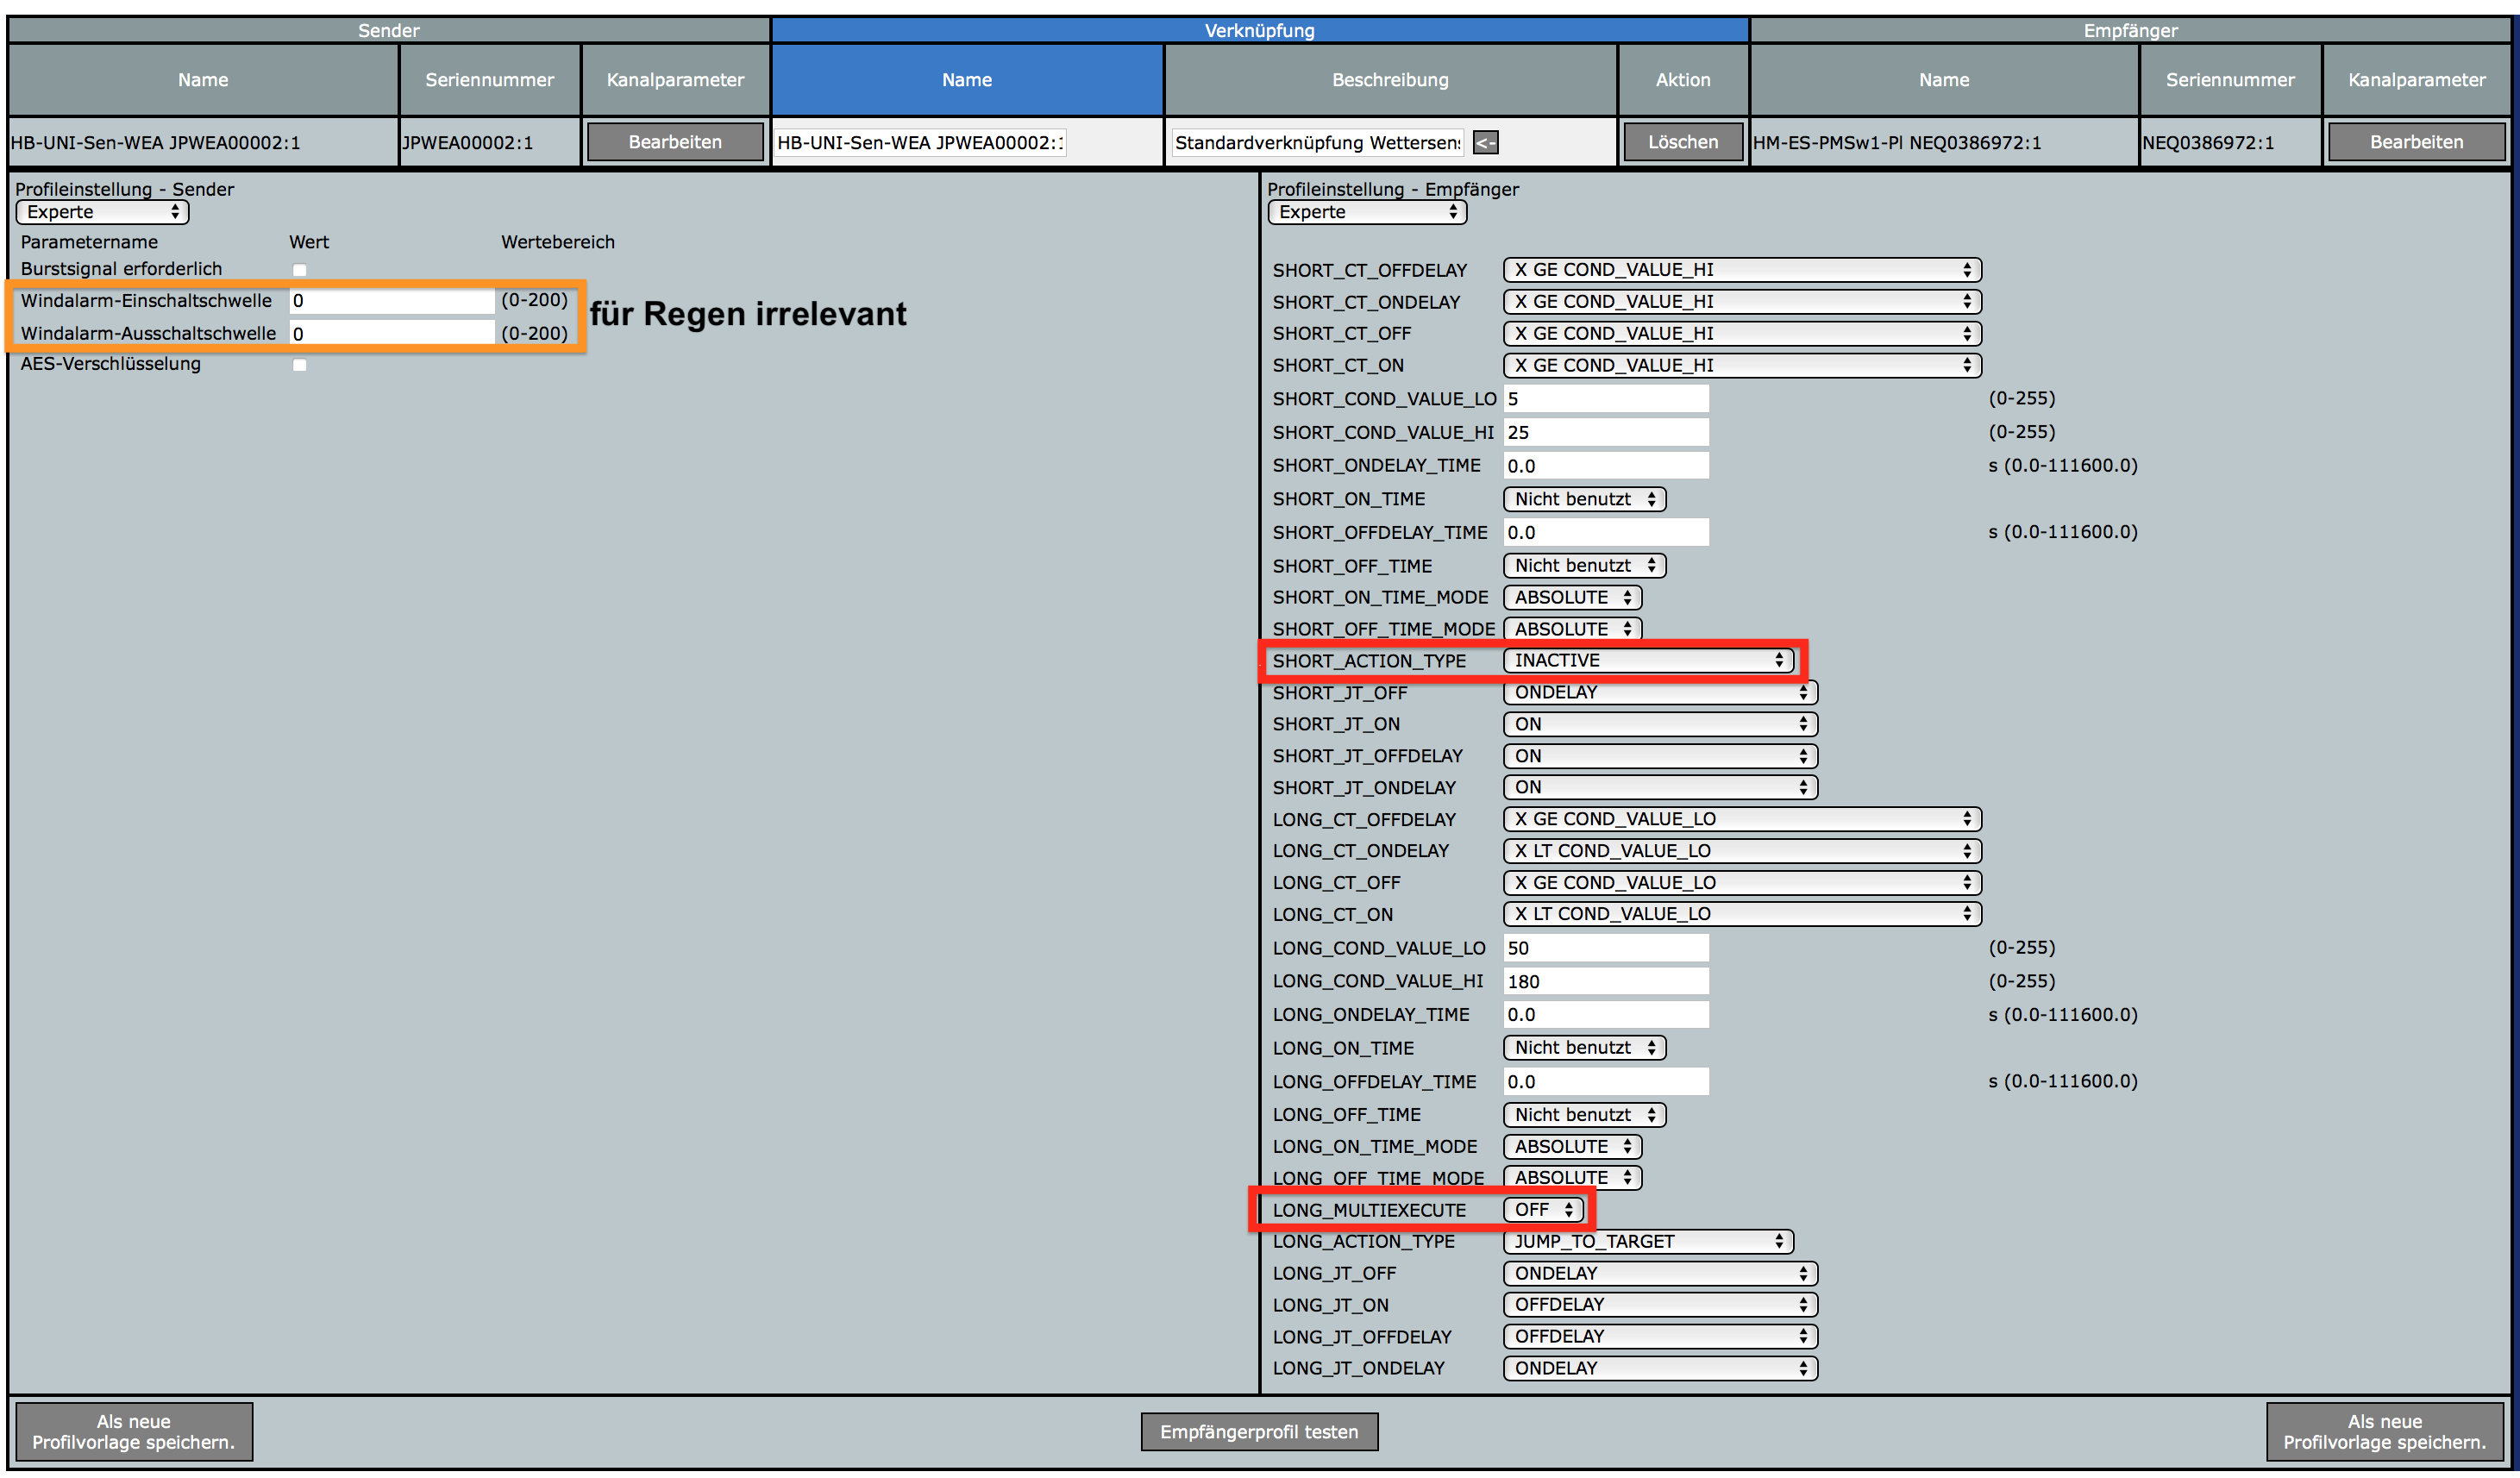 Sender Verknüpfung Empfänger
Name Seriennummer Kanalparameter Name Beschreibung Aktion Name Seriennummer Kanalparameter
HB-UNI-Sen-WEA JPWEA00002:1 JPWEA00002:1 Bearbeiten HB-UNI-Sen-WEA JPWEA00002:1 Standardverknüpfung Wettersens <- Löschen HM-ES-PMSw1-Pl NEQ0386972:1 NEQ0386972:1 Bearbeiten
Profileinstellung - Sender
Experte
Parametername Wert Wertebereich
Burstsignal erforderlich
Windalarm-Einschaltschwelle 0 (0-200)
für Regen irrelevant
Windalarm-Ausschaltschwelle 0 (0-200)
AES-Verschlüsselung
Profileinstellung - Empfänger
Experte
SHORT_CT_OFFDELAY X GE COND_VALUE_HI
SHORT_CT_ONDELAY X GE COND_VALUE_HI
SHORT_CT_OFF X GE COND_VALUE_HI
SHORT_CT_ON X GE COND_VALUE_HI
SHORT_COND_VALUE_LO 5 (0-255)
SHORT_COND_VALUE_HI 25 (0-255)
SHORT_ONDELAY_TIME 0.0 s (0.0-111600.0)
SHORT_ON_TIME Nicht benutzt
SHORT_OFFDELAY_TIME 0.0 s (0.0-111600.0)
SHORT_OFF_TIME Nicht benutzt
SHORT_ON_TIME_MODE ABSOLUTE
SHORT_OFF_TIME_MODE ABSOLUTE
SHORT_ACTION_TYPE INACTIVE
SHORT_JT_OFF ONDELAY
SHORT_JT_ON ON
SHORT_JT_OFFDELAY ON
SHORT_JT_ONDELAY ON
LONG_CT_OFFDELAY X GE COND_VALUE_LO
LONG_CT_ONDELAY X LT COND_VALUE_LO
LONG_CT_OFF X GE COND_VALUE_LO
LONG_CT_ON X LT COND_VALUE_LO
LONG_COND_VALUE_LO 50 (0-255)
LONG_COND_VALUE_HI 180 (0-255)
LONG_ONDELAY_TIME 0.0 s (0.0-111600.0)
LONG_ON_TIME Nicht benutzt
LONG_OFFDELAY_TIME 0.0 s (0.0-111600.0)
LONG_OFF_TIME Nicht benutzt
LONG_ON_TIME_MODE ABSOLUTE
LONG_OFF_TIME_MODE ABSOLUTE
LONG_MULTIEXECUTE OFF
LONG_ACTION_TYPE JUMP_TO_TARGET
LONG_JT_OFF ONDELAY
LONG_JT_ON OFFDELAY
LONG_JT_OFFDELAY OFFDELAY
LONG_JT_ONDELAY ONDELAY
Als neue
Profilvorlage speichern.
Empfängerprofil testen
Als neue
Profilvorlage speichern.